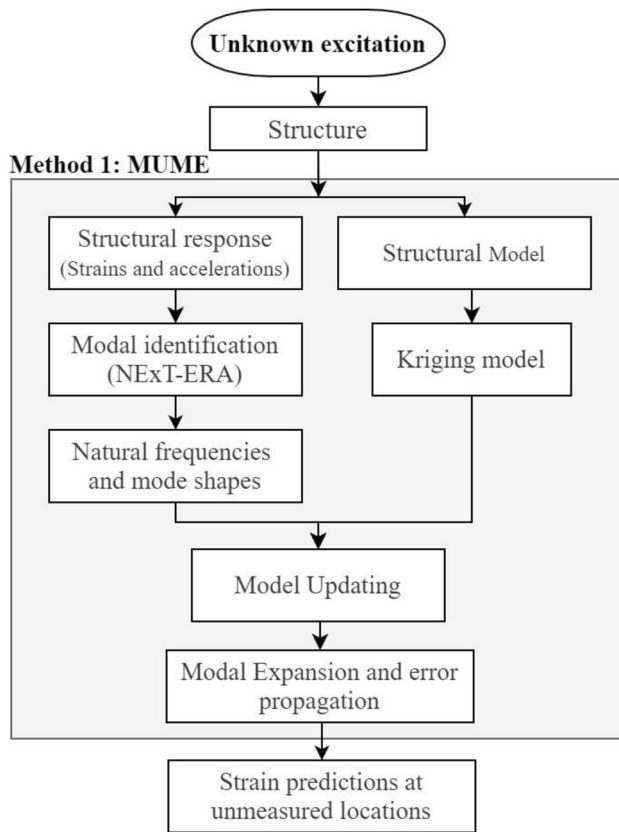 Unknown excitation
Structure
Method 1: MUME
Structural response
(Strains and accelerations)
Structural Model
Modal identification
(NExT-ERA)
Kriging model
Natural frequencies
and mode shapes
Model Updating
Modal Expansion and error
propagation
Strain predictions at
unmeasured locations